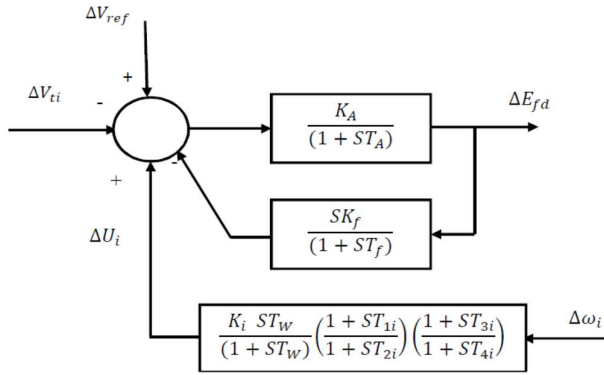 ΔV_ref
+
ΔV_ti
-
K_A / (1 + ST_A)
ΔE_fd
-
+
SK_f / (1 + ST_f)
ΔU_i
K_i ST_W / (1 + ST_W) ( 1 + ST_1i / 1 + ST_2i ) ( 1 + ST_3i / 1 + ST_4i )
Δω_i